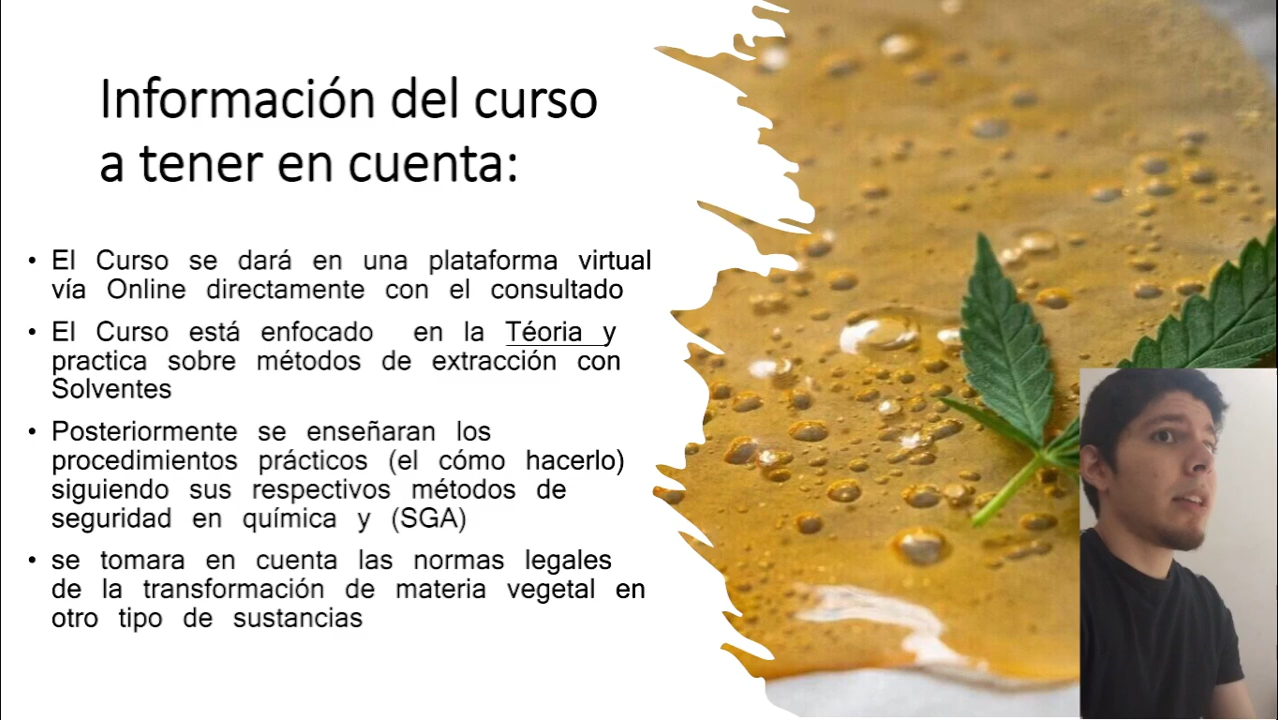 Información del curso
a tener en cuenta:
• El Curso se dará en una plataforma virtual
vía Online directamente con el consultado
• El Curso está enfocado en la Téoria y
practica sobre métodos de extracción con
Solventes
• Posteriormente se enseñaran los
procedimientos prácticos (el cómo hacerlo)
siguiendo sus respectivos métodos de
seguridad en química y (SGA)
• se tomara en cuenta las normas legales
de la transformación de materia vegetal en
otro tipo de sustancias